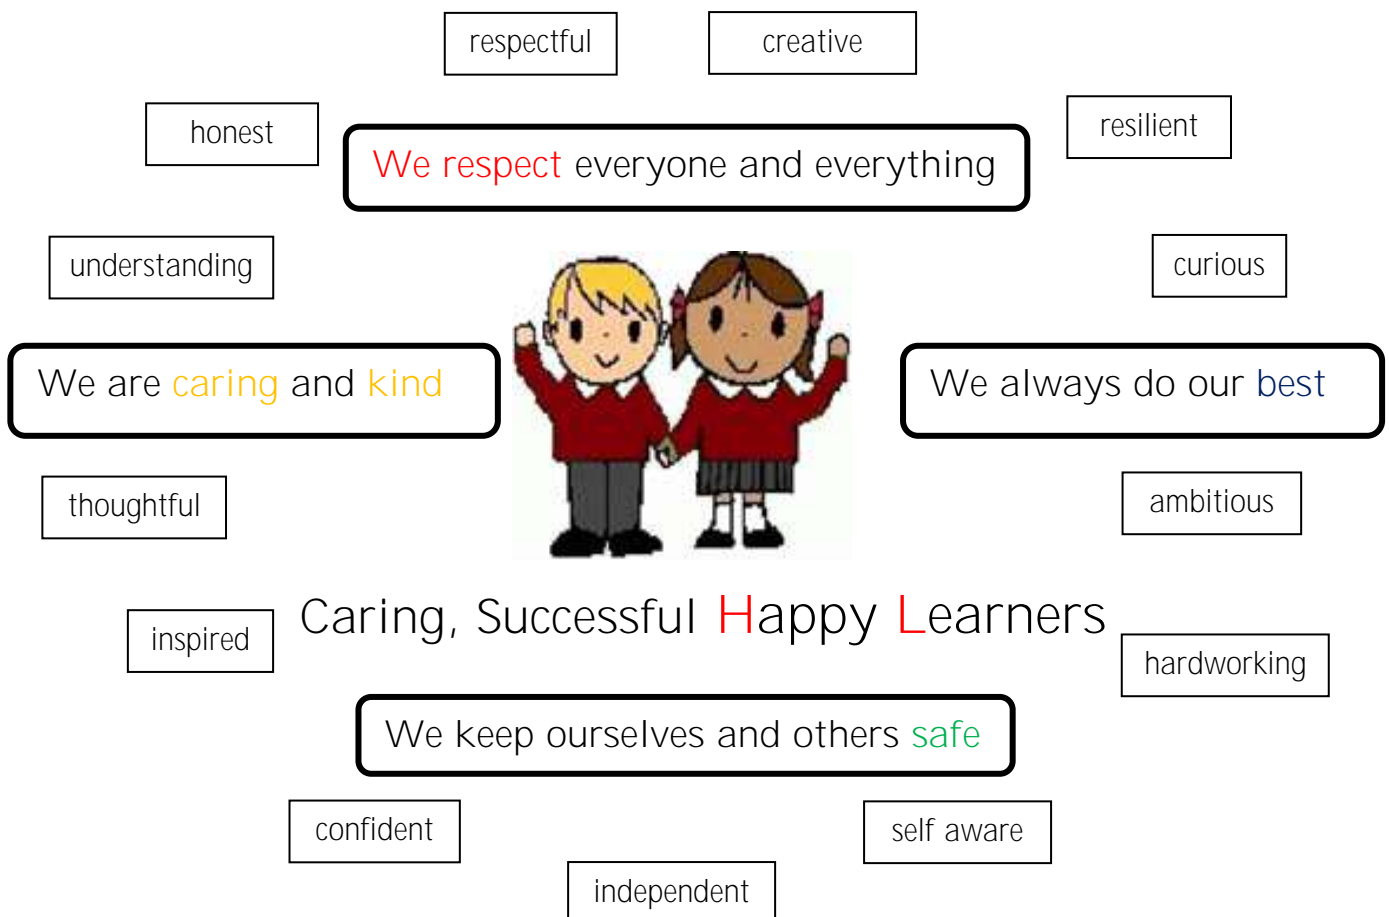 respectful
creative
honest
resilient
We respect everyone and everything
understanding
curious
We are caring and kind
We always do our best
thoughtful
ambitious
Caring, Successful Happy Learners
inspired
hardworking
We keep ourselves and others safe
confident
self aware
independent